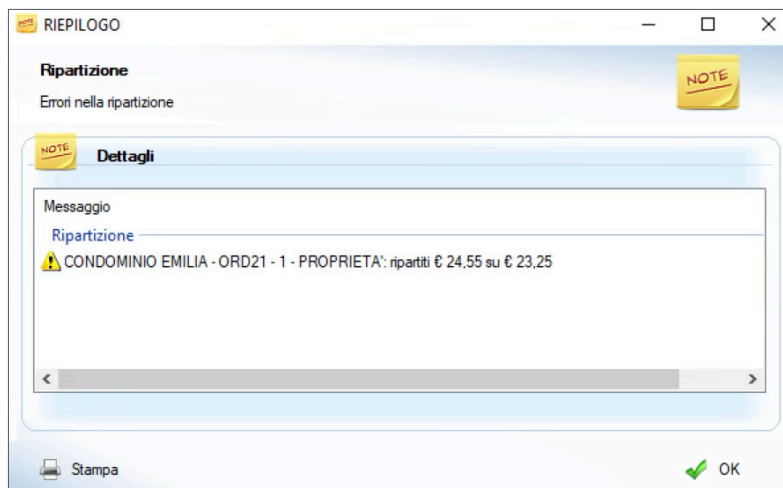 RIEPILOGO
Ripartizione
Errori nella ripartizione
NOTE
NOTE
Dettagli
Messaggio
Ripartizione
CONDOMINIO EMILIA - ORD21 - 1 - PROPRIETA': ripartiti € 24,55 su € 23,25
Stampa
OK